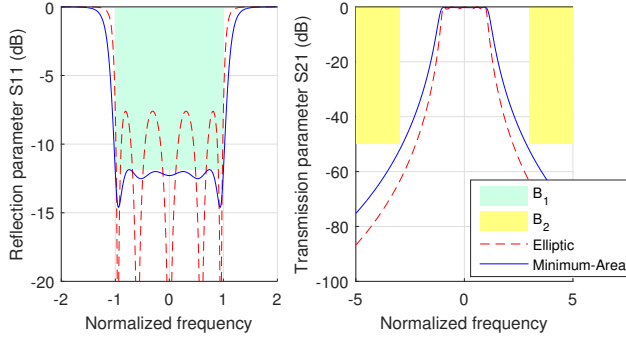 Reflection parameter S11 (dB)
0
-5
-10
-15
-20
-2
-1
0
1
2
Normalized frequency
Transmission parameter S21 (dB)
0
-20
-40
-60
-80
-100
-5
0
5
Normalized frequency
B1
B2
Elliptic
Minimum-Area